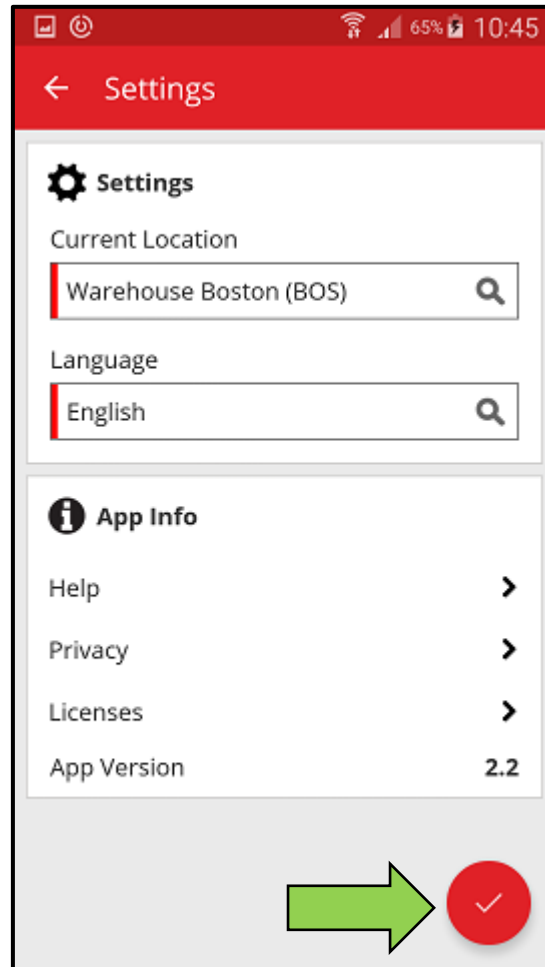 65% 10:45
Settings
Settings
Current Location
Warehouse Boston (BOS)
Language
English
App Info
Help
Privacy
Licenses
App Version 2.2